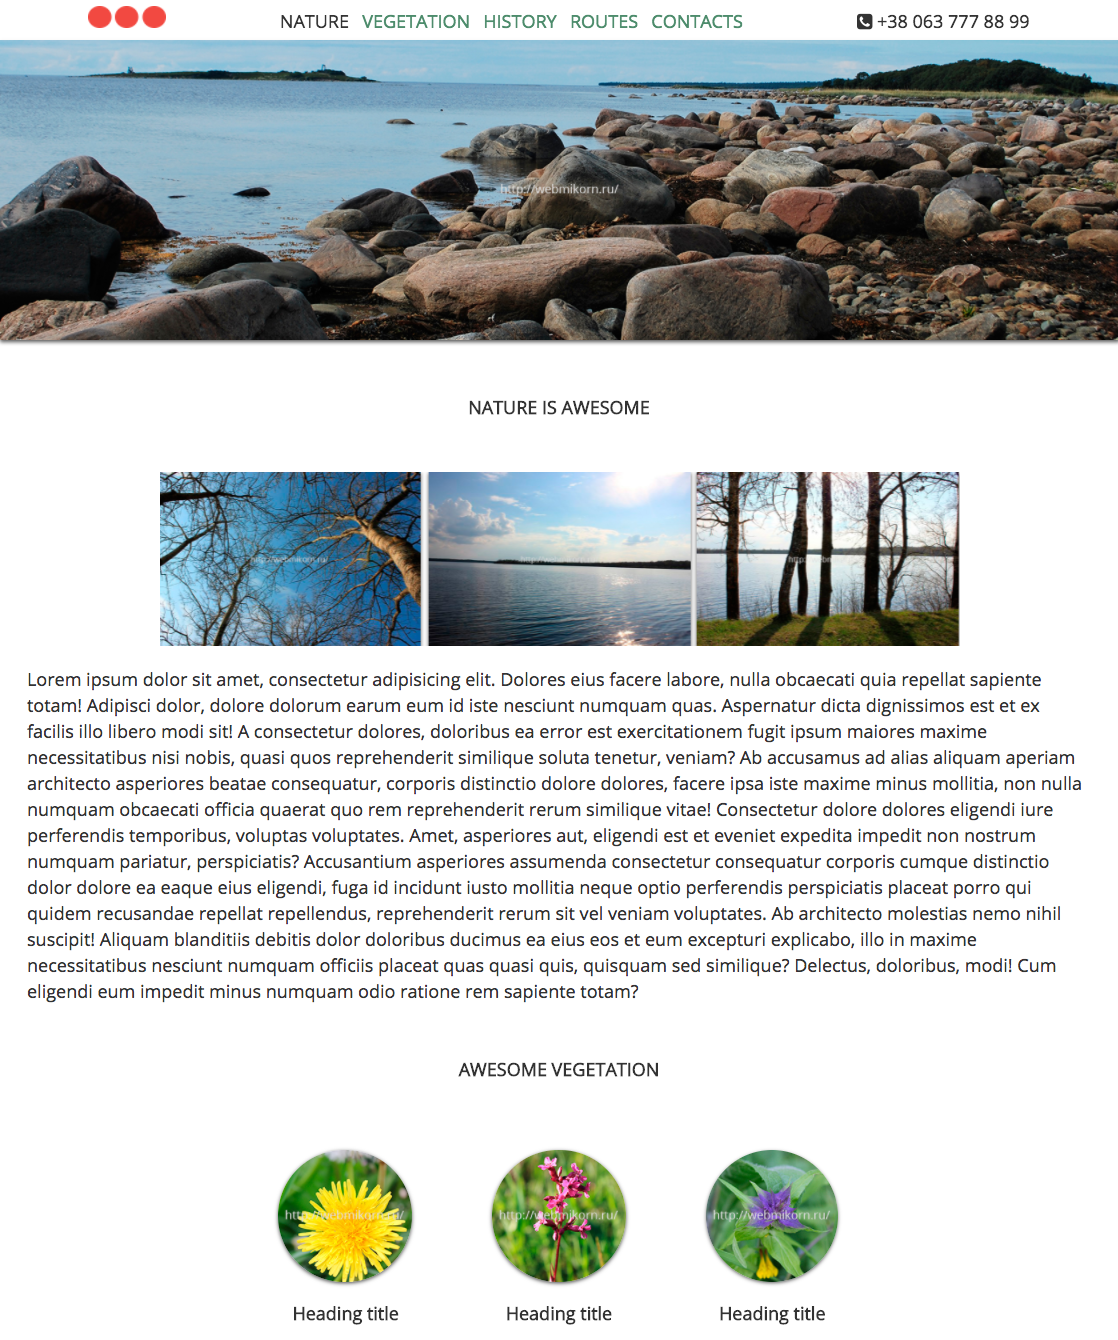 NATURE VEGETATION HISTORY ROUTES CONTACTS +38 063 777 88 99
http://webmikorn.ru/
NATURE IS AWESOME
http://webmikorn.ru/
Lorem ipsum dolor sit amet, consectetur adipisicing elit. Dolores eius facere labore, nulla obcaecati quia repellat sapiente
totam! Adipisci dolor, dolore dolorum earum eum id iste nesciunt numquam quas. Aspernatur dicta dignissimos est et ex
facilis illo libero modi sit! A consectetur dolores, doloribus ea error est exercitationem fugit ipsum maiores maxime
necessitatibus nisi nobis, quasi quos reprehenderit similique soluta tenetur, veniam? Ab accusamus ad alias aliquam aperiam
architecto asperiores beatae consequatur, corporis distinctio dolore dolores, facere ipsa iste maxime minus mollitia, non nulla
numquam obcaecati officia quaerat quo rem reprehenderit rerum similique vitae! Consectetur dolore dolores eligendi iure
perferendis temporibus, voluptas voluptates. Amet, asperiores aut, eligendi est et eveniet expedita impedit non nostrum
numquam pariatur, perspiciatis? Accusantium asperiores assumenda consectetur consequatur corporis cumque distinctio
dolor dolore ea eaque eius eligendi, fuga id incidunt iusto mollitia neque optio perferendis perspiciatis placeat porro qui
quidem recusandae repellat repellendus, reprehenderit rerum sit vel veniam voluptates. Ab architecto molestias nemo nihil
suscipit! Aliquam blanditiis debitis dolor doloribus ducimus ea eius eos et eum excepturi explicabo, illo in maxime
necessitatibus nesciunt numquam officiis placeat quas quasi quis, quisquam sed similique? Delectus, doloribus, modi! Cum
eligendi eum impedit minus numquam odio ratione rem sapiente totam?
AWESOME VEGETATION
http://webmikorn.ru/ http://webmikorn.ru/ http://webmikorn.ru/
Heading title Heading title Heading title